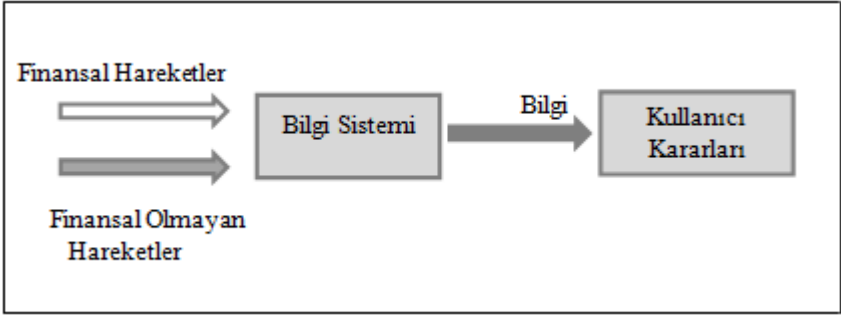 Finansal Hareketler
Bilgi Sistemi
Bilgi
Kullanıcı
Kararları
Finansal Olmayan
Hareketler